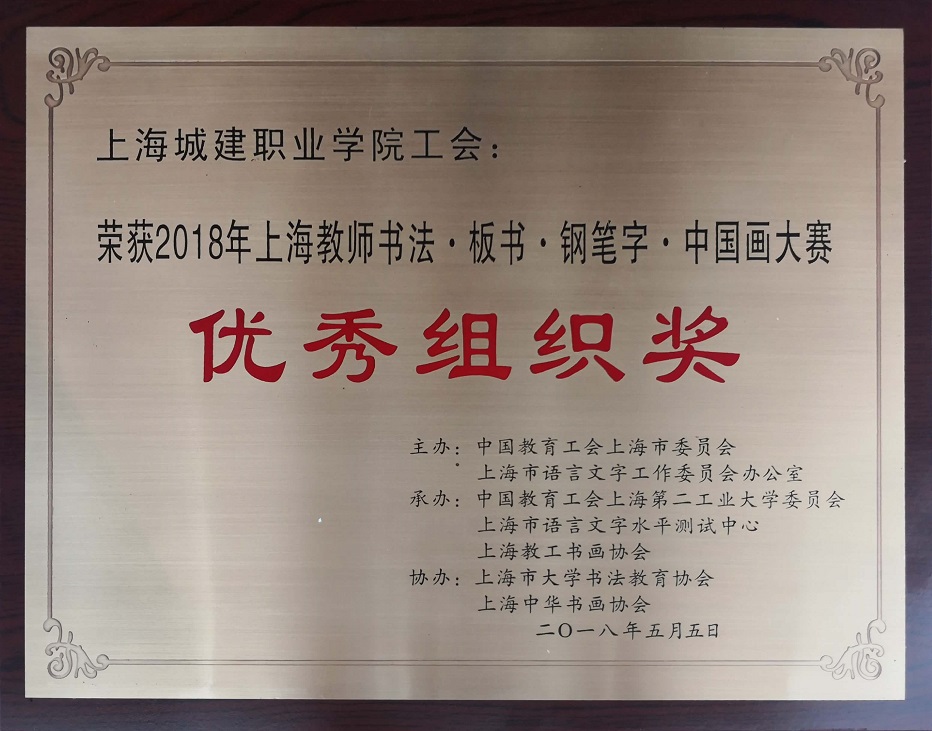 上海城建职业学院工会：
荣获2018年上海教师书法·板书·钢笔字·中国画大赛
优秀组织奖
主办：中国教育工会上海市委员会
上海市语言文字工作委员会办公室
承办：中国教育工会上海第二工业大学委员会
上海市语言文字水平测试中心
上海教工书画协会
协办：上海市大学书法教育协会
上海中华书画协会
二〇一八年五月五日